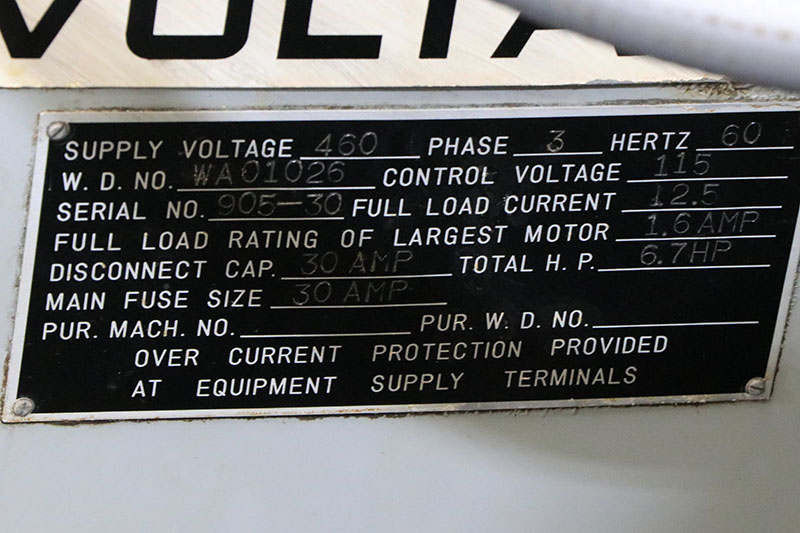 VOLTA
SUPPLY VOLTAGE 460 PHASE 3 HERTZ 60
W. D. NO. WA01026 CONTROL VOLTAGE 115
SERIAL NO. 905-30 FULL LOAD CURRENT 12.5
FULL LOAD RATING OF LARGEST MOTOR 1.6 AMP
DISCONNECT CAP. 30 AMP TOTAL H. P. 6.7HP
MAIN FUSE SIZE 30 AMP
PUR. MACH. NO. PUR. W. D. NO.
OVER CURRENT PROTECTION PROVIDED
AT EQUIPMENT SUPPLY TERMINALS